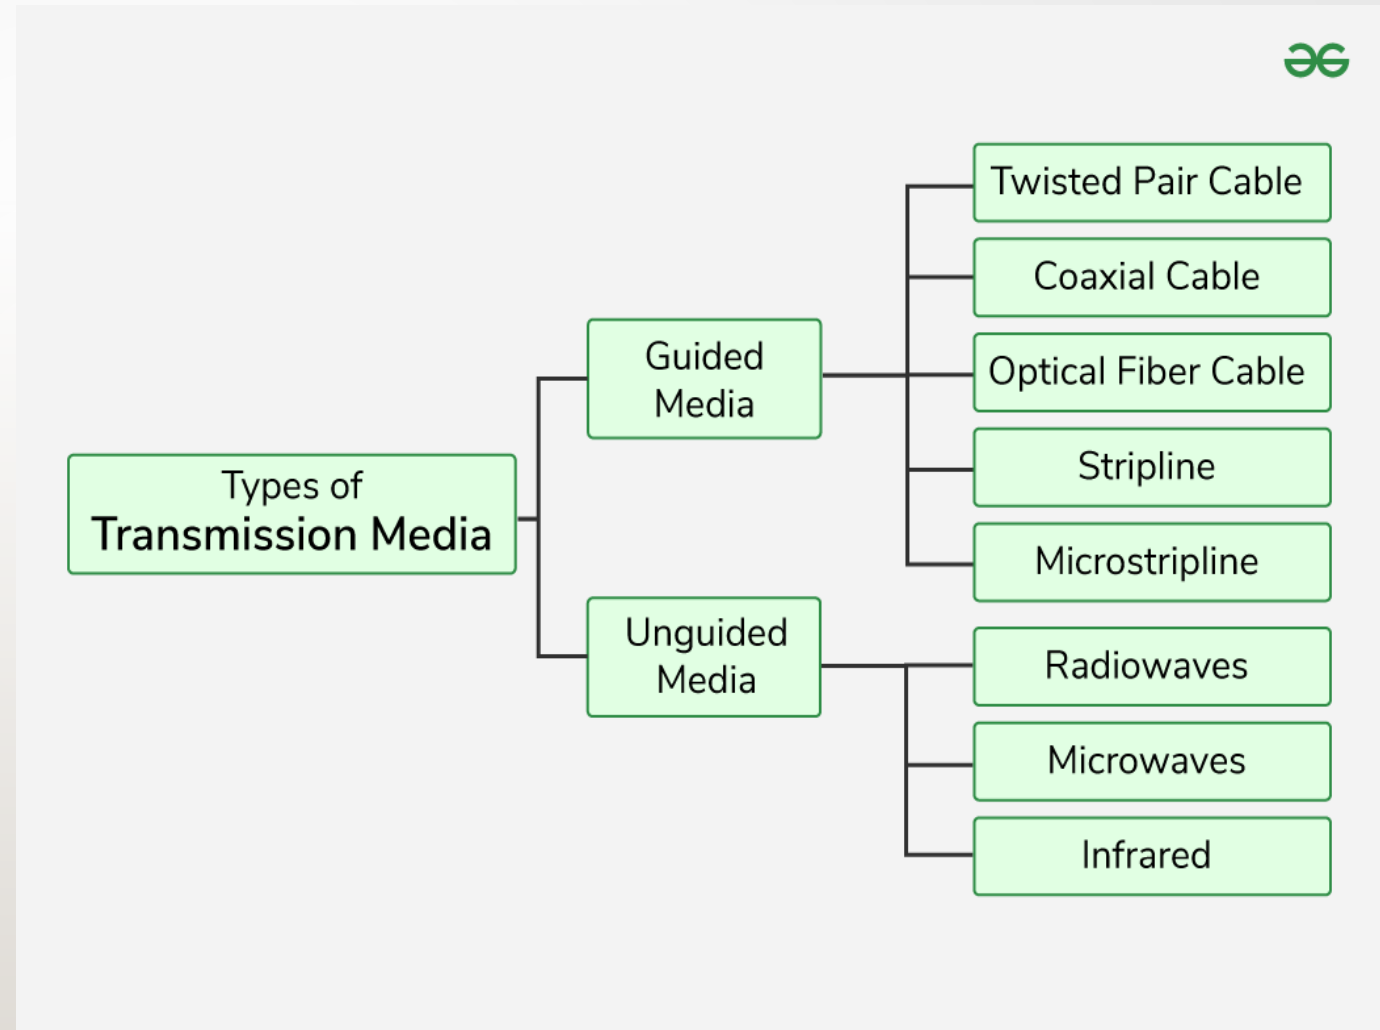 Types of
Transmission Media
Guided
Media
Unguided
Media
Twisted Pair Cable
Coaxial Cable
Optical Fiber Cable
Stripline
Microstripline
Radiowaves
Microwaves
Infrared